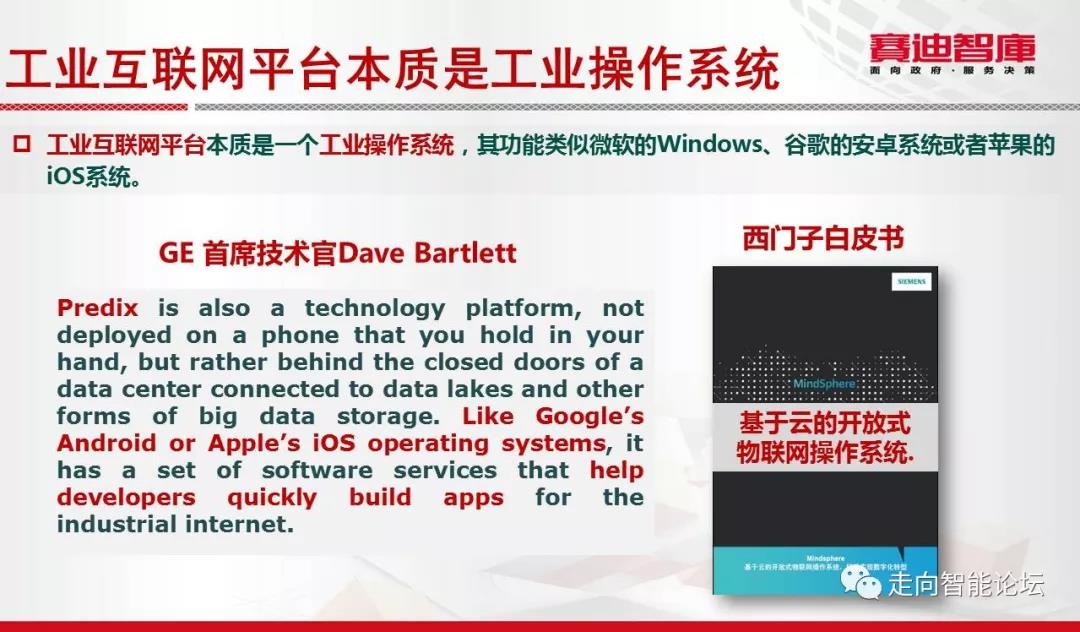 工业互联网平台本质是工业操作系统
赛迪智庫
面向政府·服务决策
工业互联网平台本质是一个工业操作系统，其功能类似微软的Windows、谷歌的安卓系统或者苹果的
iOS系统。
GE 首席技术官Dave Bartlett
Predix is also a technology platform, not
deployed on a phone that you hold in your
hand, but rather behind the closed doors of a
data center connected to data lakes and other
forms of big data storage. Like Google’s
Android or Apple’s iOS operating systems, it
has a set of software services that help
developers quickly build apps for the
industrial internet.
西门子白皮书
SIEMENS
MindSphere
基于云的开放式
物联网操作系统.
Mindsphere
基于云的开放式物联网操作系统，实现数字化转型
走向智能论坛